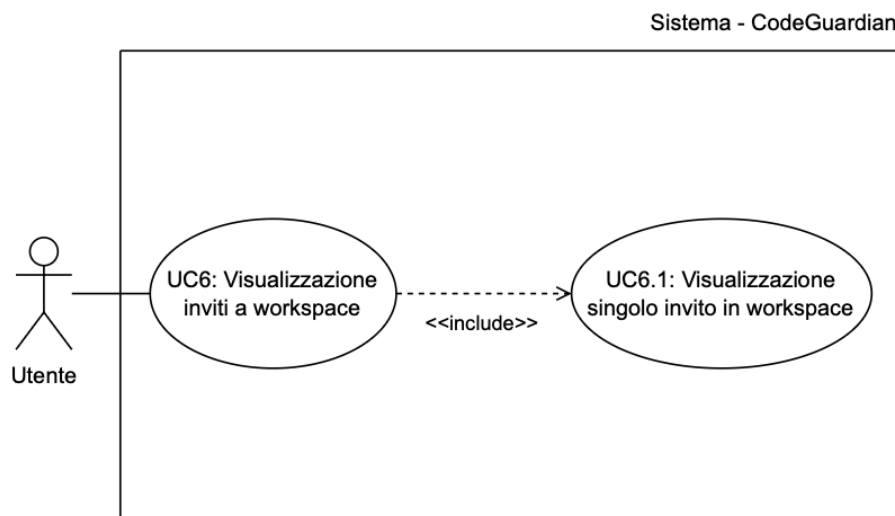 Sistema - CodeGuardian
UC6: Visualizzazione
inviti a workspace
UC6.1: Visualizzazione
singolo invito in workspace
<<include>>
Utente